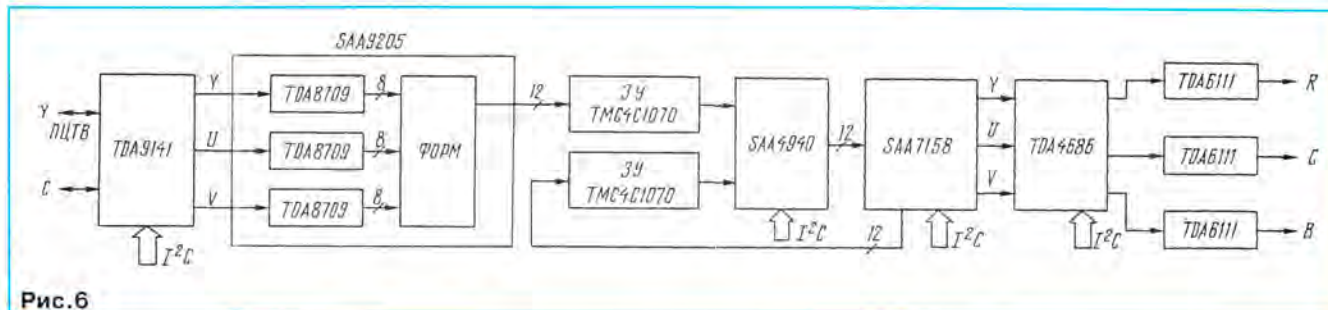 SAA9205
Y
ПЦТВ
C
TDA9141
I²C
Y
U
V
TDA8709
TDA8709
TDA8709
8
8
8
ФОРМ
12
ЗУ
TMC4C1070
ЗУ
TMC4C1070
SAA4940
I²C
12
SAA7158
I²C
12
Y
U
V
TDA4686
I²C
TDA6111
TDA6111
TDA6111
R
G
B
Рис.6